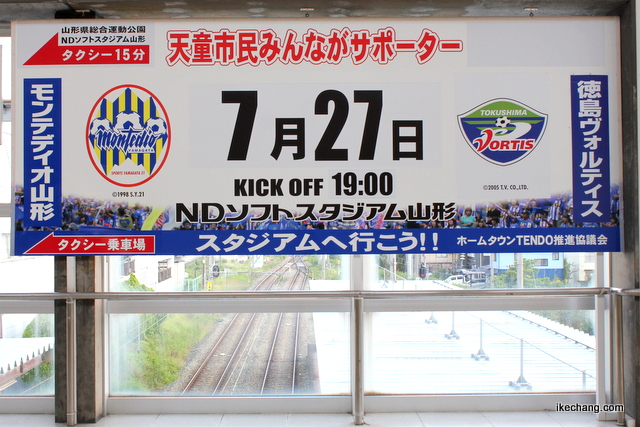 山形県総合運動公園
NDソフトスタジアム山形
タクシー15分
天童市民みんながサポーター
モンテディオ山形
Montedio
YAMAGATA
SPORTS YAMAGATA 21
©1998 S.Y.21
7月27日
KICK OFF 19:00
NDソフトスタジアム山形
TOKUSHIMA
VORTIS
©2005 T.V. CO., LTD.
徳島ヴォルティス
タクシー乗車場
スタジアムへ行こう!!
ホームタウンTENDO推進協議会
ikechang.com